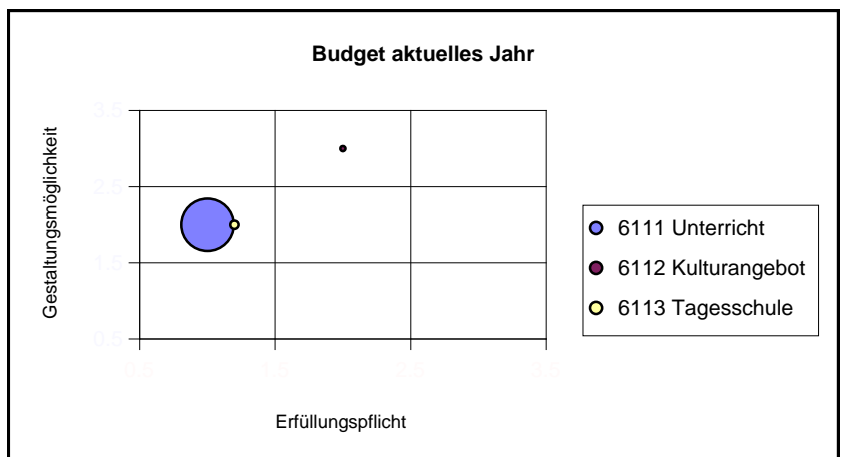 Budget aktuelles Jahr
Gestaltungsmöglichkeit
3.5
2.5
1.5
0.5
0.5 1.5 2.5 3.5
Erfüllungspflicht
6111 Unterricht
6112 Kulturangebot
6113 Tagesschule